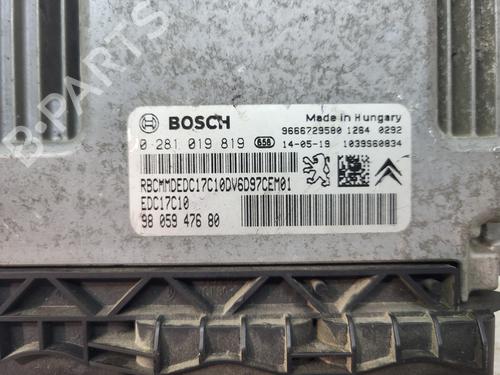 B-PARTS
BOSCH
Made in Hungary
9666729580 1264 0292
0 281 019 819 658 14-05-19 1039S60834
RBCMMDEDC17C10DV6D97CEM01
EDC17C10
98 059 476 80